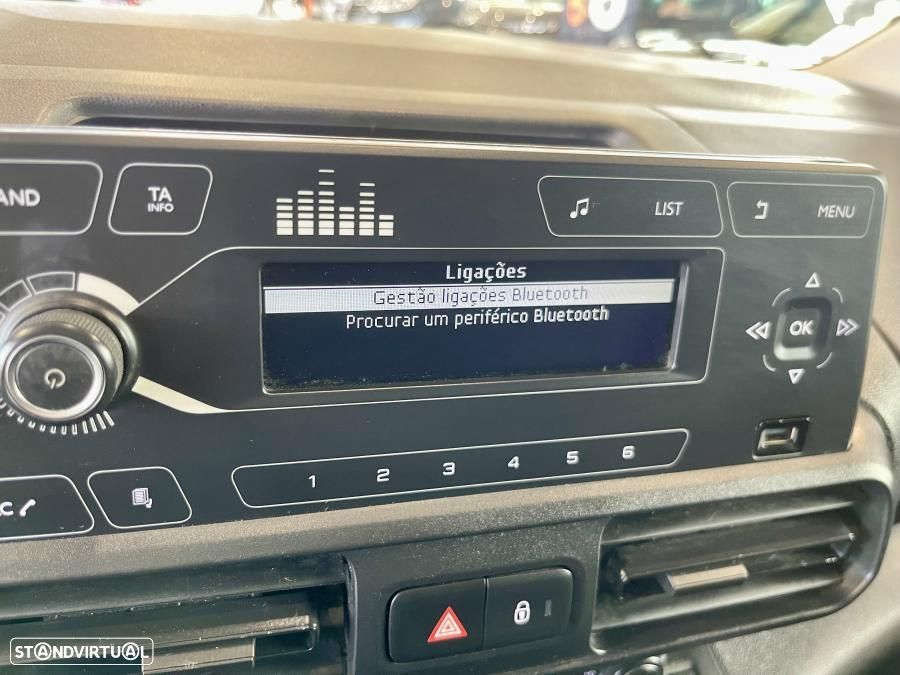 AND
TA
INFO
LIST
MENU
Ligações
Gestão ligações Bluetooth
Procurar um periférico Bluetooth
OK
1 2 3 4 5 6
C
STANDVIRTUAL